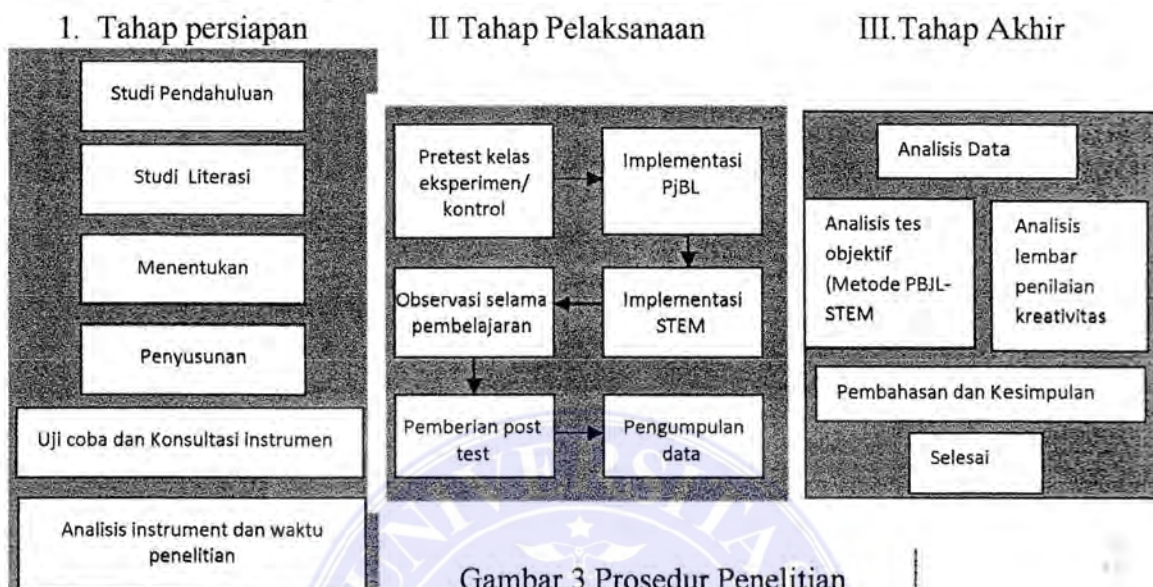 1. Tahap persiapan
Studi Pendahuluan
Studi Literasi
Menentukan
Penyusunan
Uji coba dan Konsultasi instrumen
Analisis instrument dan waktu
penelitian
II Tahap Pelaksanaan
Pretest kelas
eksperimen/
kontrol
Implementasi
PjBL
Implementasi
STEM
Observasi selama
pembelajaran
Pemberian post
test
Pengumpulan
data
III.Tahap Akhir
Analisis Data
Analisis tes
objektif
(Metode PBJL-
STEM
Analisis
lembar
penilaian
kreativitas
Pembahasan dan Kesimpulan
Selesai
UNIVERSITA
Gambar 3 Prosedur Penelitian